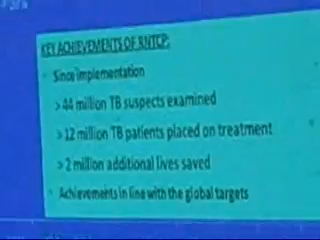 KEY ACHIEVEMENTS OF RNTCP:
Since implementation
> 44 million TB suspects examined
> 12 million TB patients placed on treatment
> 2 million additional lives saved
Achievements in line with the global targets